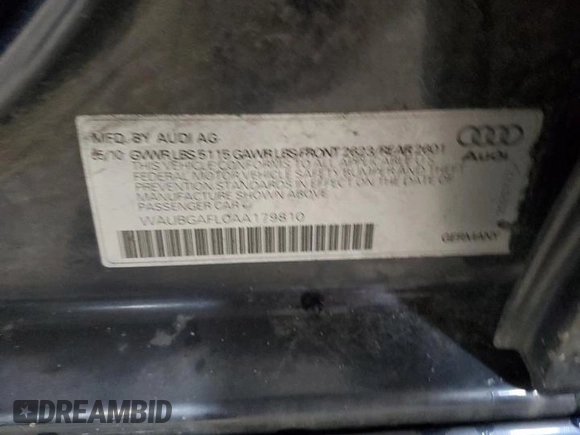 MFD. BY AUDI AG
05/10 GVWR LBS 5115 GAWR LBS-FRONT 2623/REAR 2601
THIS VEHICLE CONFORMS TO ALL APPLICABLE U.S.
FEDERAL MOTOR VEHICLE SAFETY BUMPER AND THEFT
PREVENTION STANDARDS IN EFFECT ON DATE OF
MANUFACTURE SHOWN ABOVE.
PASSENGER CAR
WAUBGAFL0AA179810
Audi
GERMANY
DREAMBID